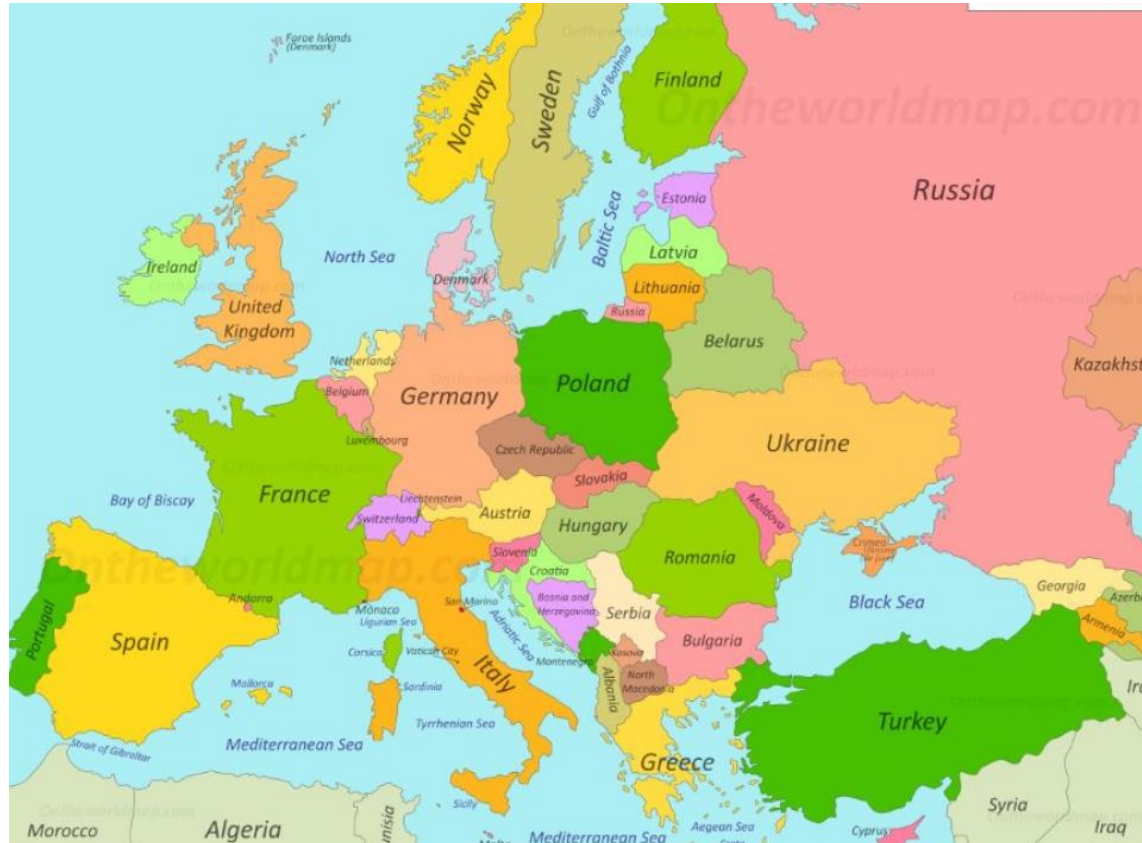 Faroe Islands
(Denmark)
Norway
Sweden
Gulf of Bothnia
Finland
Ontheworldmap.com
Russia
Estonia
Baltic Sea
Latvia
North Sea
Denmark
Lithuania
Russia
Ireland
United
Kingdom
Belarus
Netherlands
Kazakhst
Belgium
Germany
Poland
Luxembourg
Czech Republic
Ukraine
Slovakia
Bay of Biscay
France
Liechtenstein
Switzerland
Austria
Hungary
Moldova
Romania
Slovenia
Croatia
Crimea
Ontheworldmap.com
Georgia
Andorra
Monaco
San Marino
Bosnia and
Herzegovina
Serbia
Black Sea
Azerb
Armenia
Portugal
Spain
Ligurian Sea
Adriatic Sea
Bulgaria
Corsica
Vatican City
Italy
Montenegro
Kosovo
North
Macedonia
Albania
Mallorca
Sardinia
Tyrrhenian Sea
Turkey
Mediterranean Sea
Strait of Gibraltar
Greece
Sicily
Syria
Morocco
Algeria
Mediterranean Sea
Aegean Sea
Cyprus
Iraq